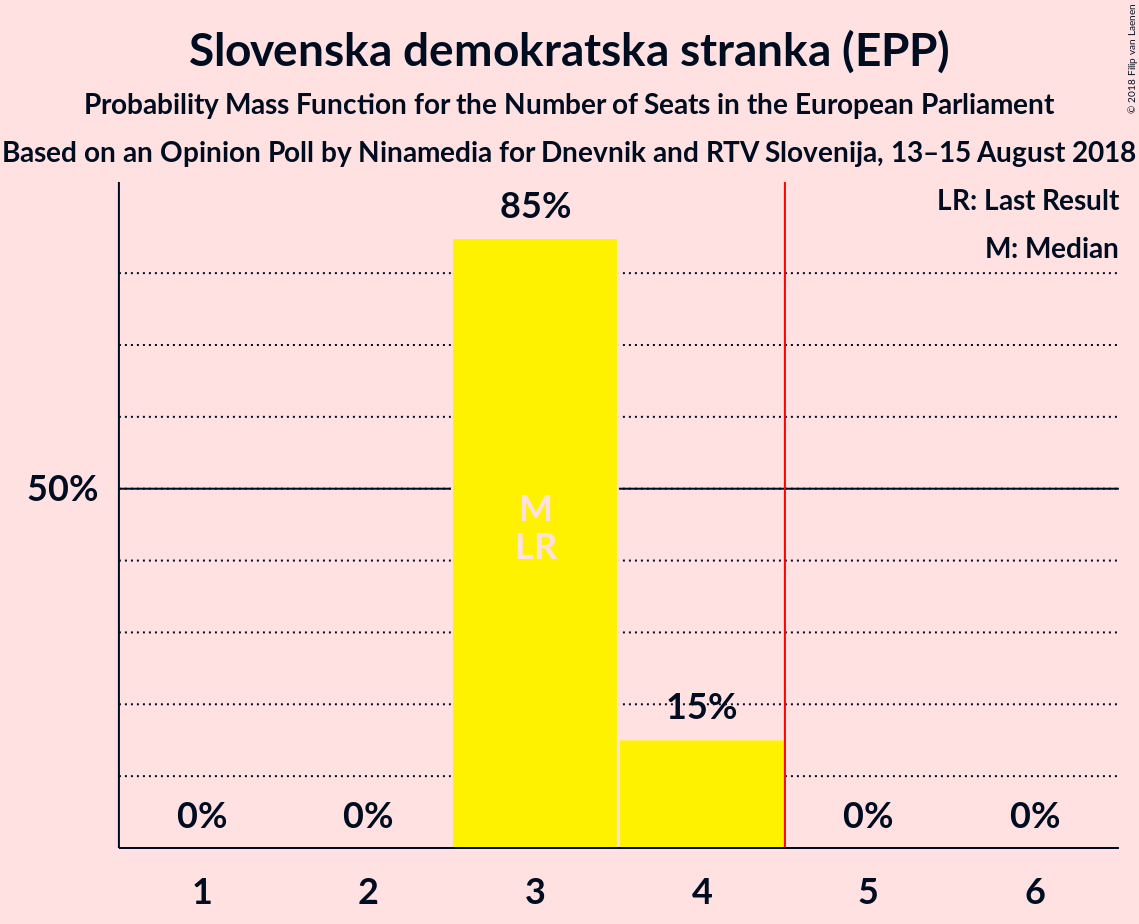 Slovenska demokratska stranka (EPP)
Probability Mass Function for the Number of Seats in the European Parliament
Based on an Opinion Poll by Ninamedia for Dnevnik and RTV Slovenija, 13–15 August 2018
© 2018 Filip van Laenen
LR: Last Result
M: Median
85%
50%
M
LR
15%
0%
0%
0%
0%
1
2
3
4
5
6